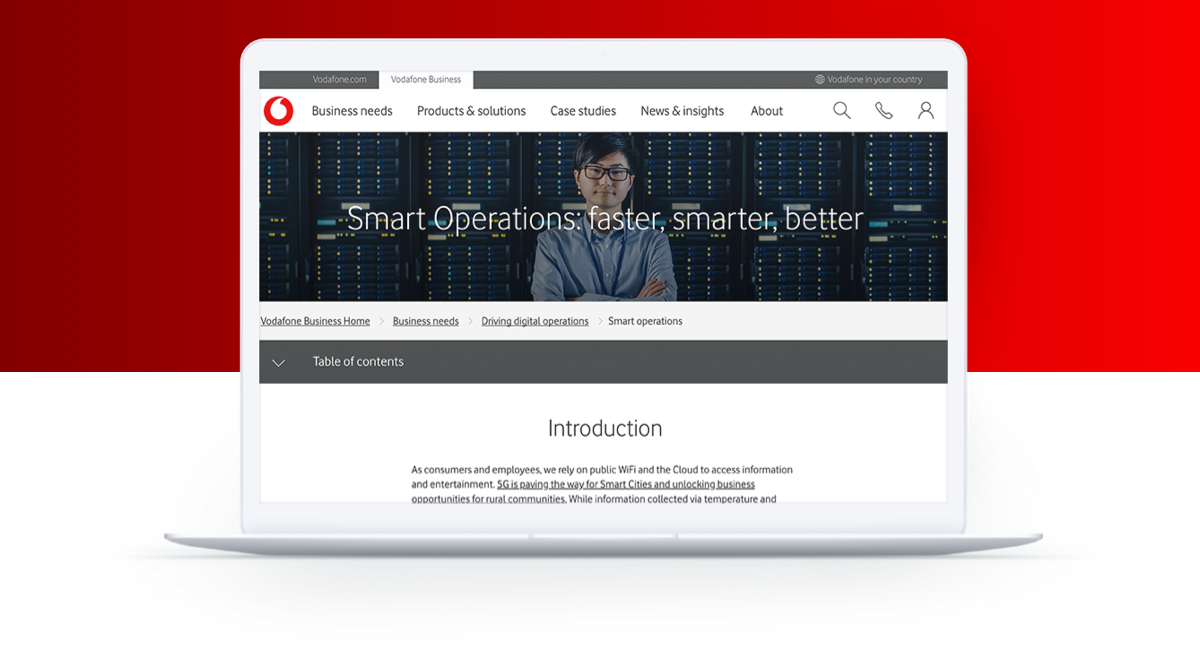 Vodafone.com
Vodafone Business
Vodafone in your country
Business needs
Products & solutions
Case studies
News & insights
About
Smart Operations: faster, smarter, better
Vodafone Business Home
Business needs
Driving digital operations
Smart operations
Table of contents
Introduction
As consumers and employees, we rely on public WiFi and the Cloud to access information
and entertainment. 5G is paving the way for Smart Cities and unlocking business
opportunities for rural communities. While information collected via temperature and